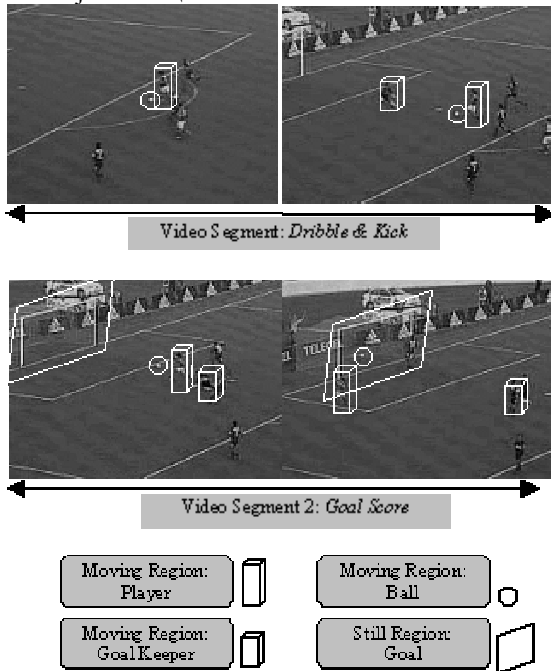 Video Segment: Dribble & Kick
TELE
Video Segment 2: Goal Score
Moving Region:
Player
Moving Region:
Ball
Moving Region:
Goal Keeper
Still Region:
Goal